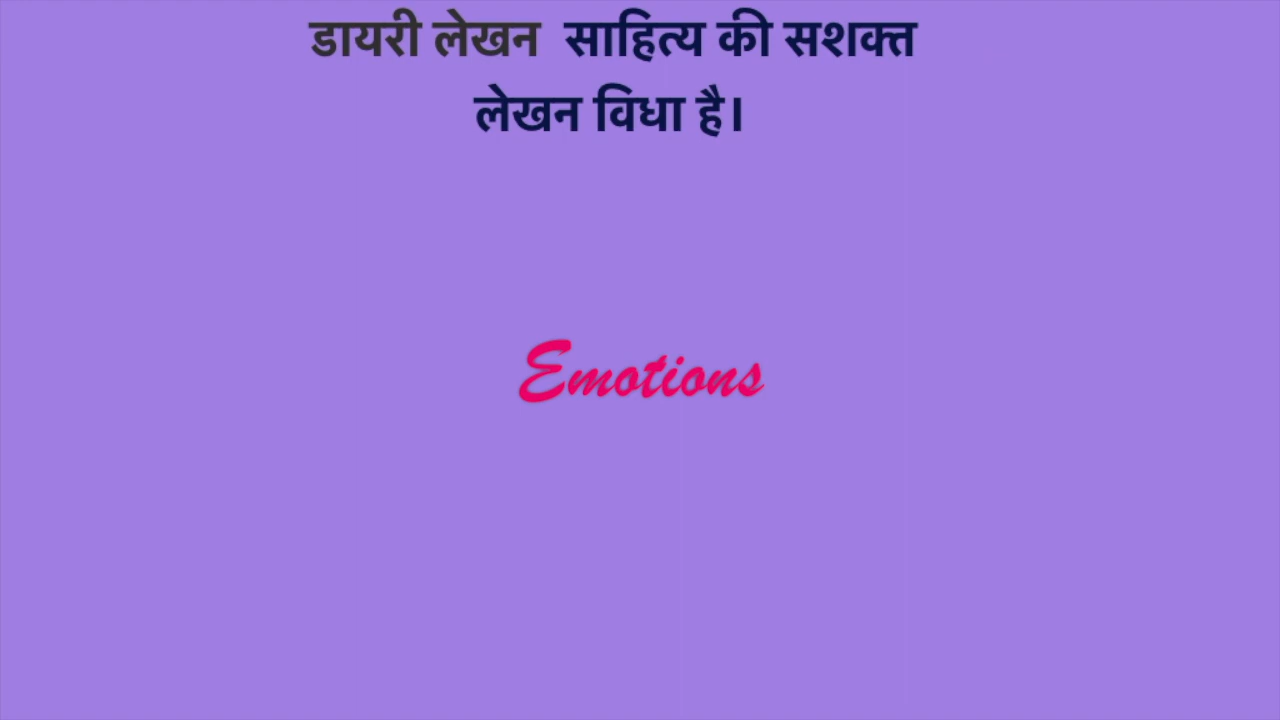 डायरी लेखन साहित्य की सशक्त
लेखन विधा है।
Emotions